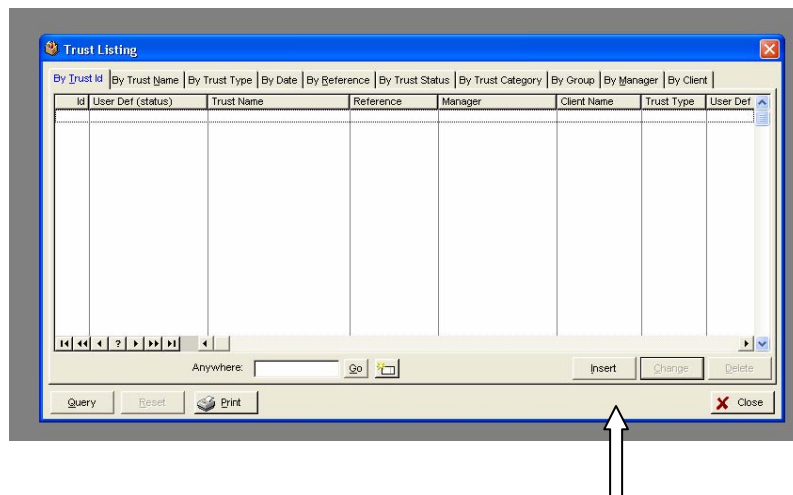 Trust Listing
By Trust Id By Trust Name By Trust Type By Date By Reference By Trust Status By Trust Category By Group By Manager By Client
Id User Def (status) Trust Name Reference Manager Client Name Trust Type User Def
?
Anywhere: Go Insert Change Delete
Query Reset Print Close